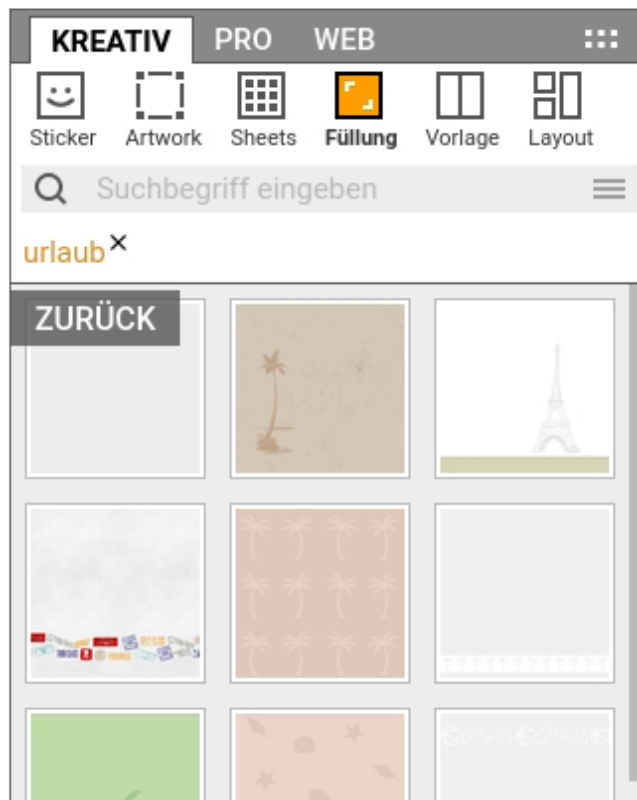 KREATIV PRO WEB
Sticker Artwork Sheets Füllung Vorlage Layout
Suchbegriff eingeben
urlaub
ZURÜCK